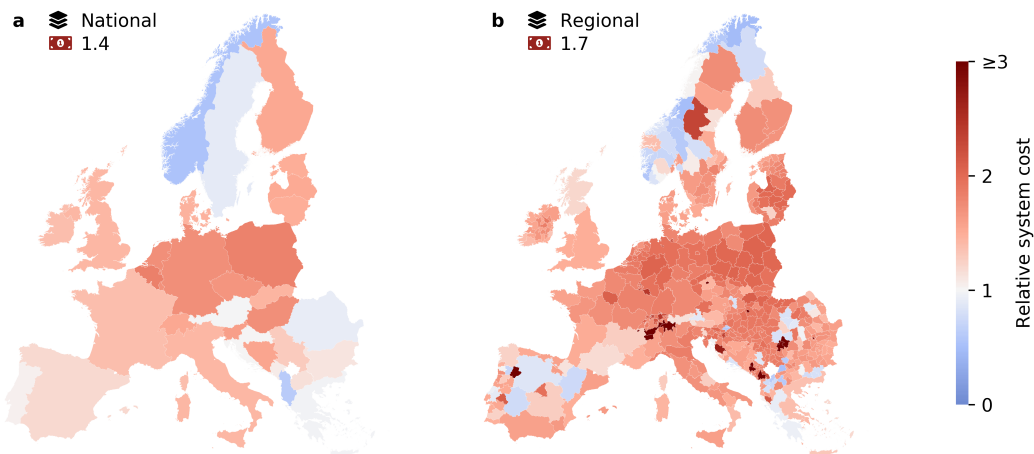 a National
1.4
b Regional
1.7
≥3
2
1
0
Relative system cost